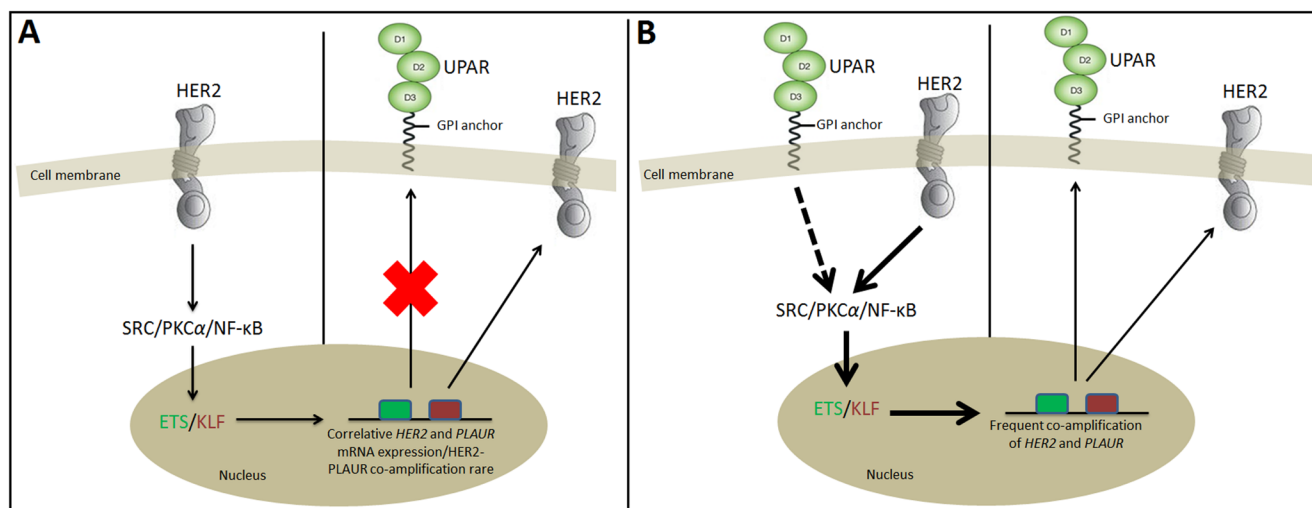 A
HER2
D1
D2
UPAR
D3
GPI anchor
HER2
Cell membrane
SRC/PKCα/NF-κB
ETS/KLF
Correlative HER2 and PLAUR
mRNA expression/HER2-
PLAUR co-amplification rare
Nucleus
B
D1
D2
UPAR
D3
GPI anchor
HER2
D1
D2
UPAR
D3
GPI anchor
HER2
Cell membrane
SRC/PKCα/NF-κB
ETS/KLF
Frequent co-amplification
of HER2 and PLAUR
Nucleus